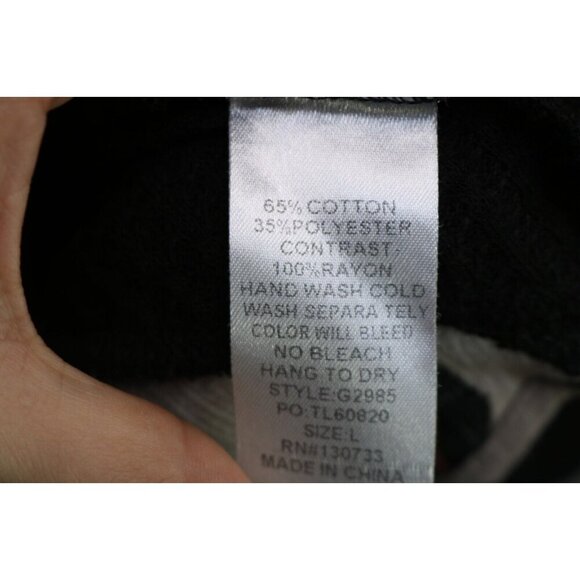 65% COTTON
35%POLYESTER
CONTRAST:
100%RAYON
HAND WASH COLD
WASH SEPARA TELY
COLOR WILL BLEED
NO BLEACH
HANG TO DRY
STYLE:G2985
PO:TL60820
SIZE:L
RN#130733
MADE IN CHINA